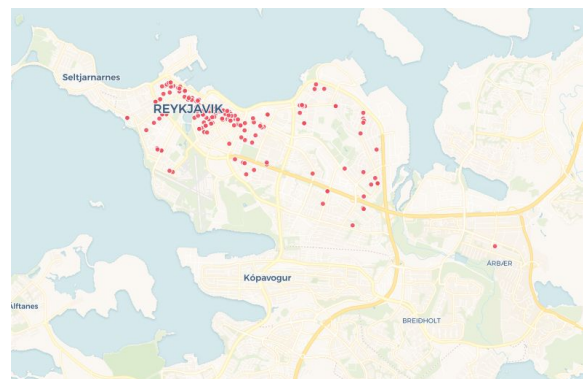 Seltjarnarnes
REYKJAVIK
Kópavogur
ÁRBÆR
Álftanes
BREIÐHOLT